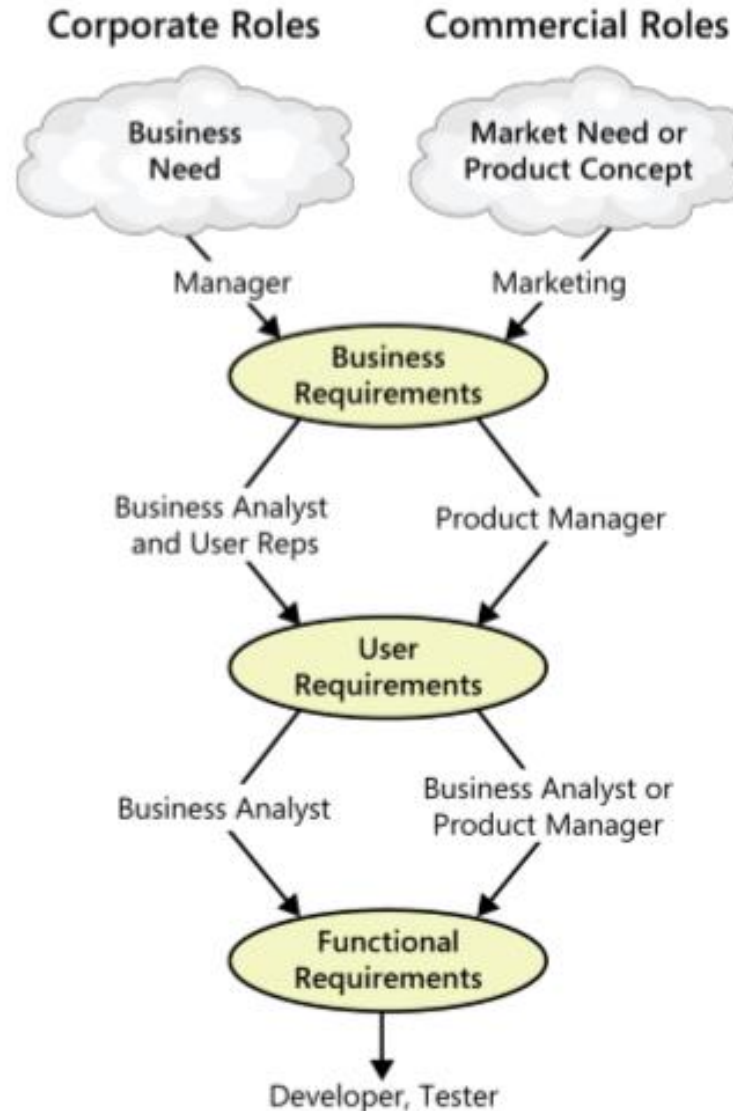 Corporate Roles
Commercial Roles
Business
Need
Market Need or
Product Concept
Manager
Marketing
Business
Requirements
Business Analyst
and User Reps
Product Manager
User
Requirements
Business Analyst
Business Analyst or
Product Manager
Functional
Requirements
Developer, Tester